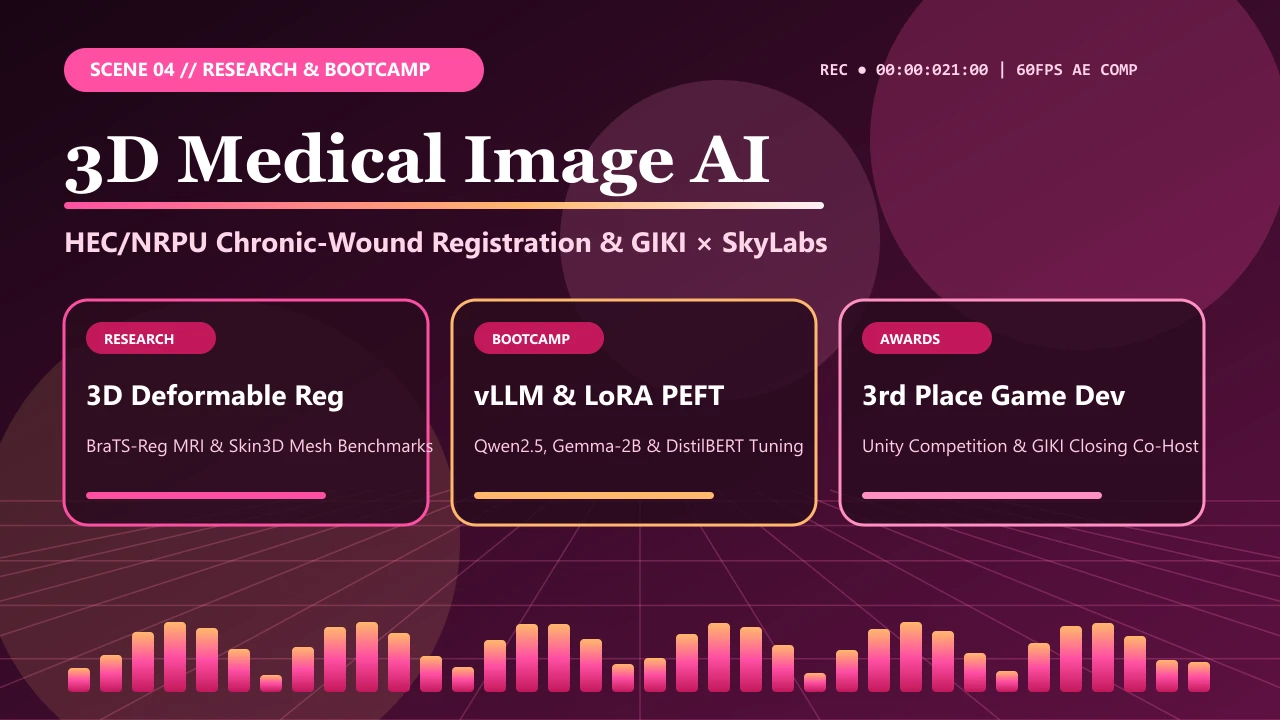 SCENE 04 // RESEARCH & BOOTCAMP
REC ● 00:00:021:00 | 60FPS AE COMP
3D Medical Image AI
HEC/NRPU Chronic-Wound Registration & GIKI × SkyLabs
RESEARCH
3D Deformable Reg
BraTS-Reg MRI & Skin3D Mesh Benchmarks
BOOTCAMP
vLLM & LoRA PEFT
Qwen2.5, Gemma-2B & DistilBERT Tuning
AWARDS
3rd Place Game Dev
Unity Competition & GIKI Closing Co-Host